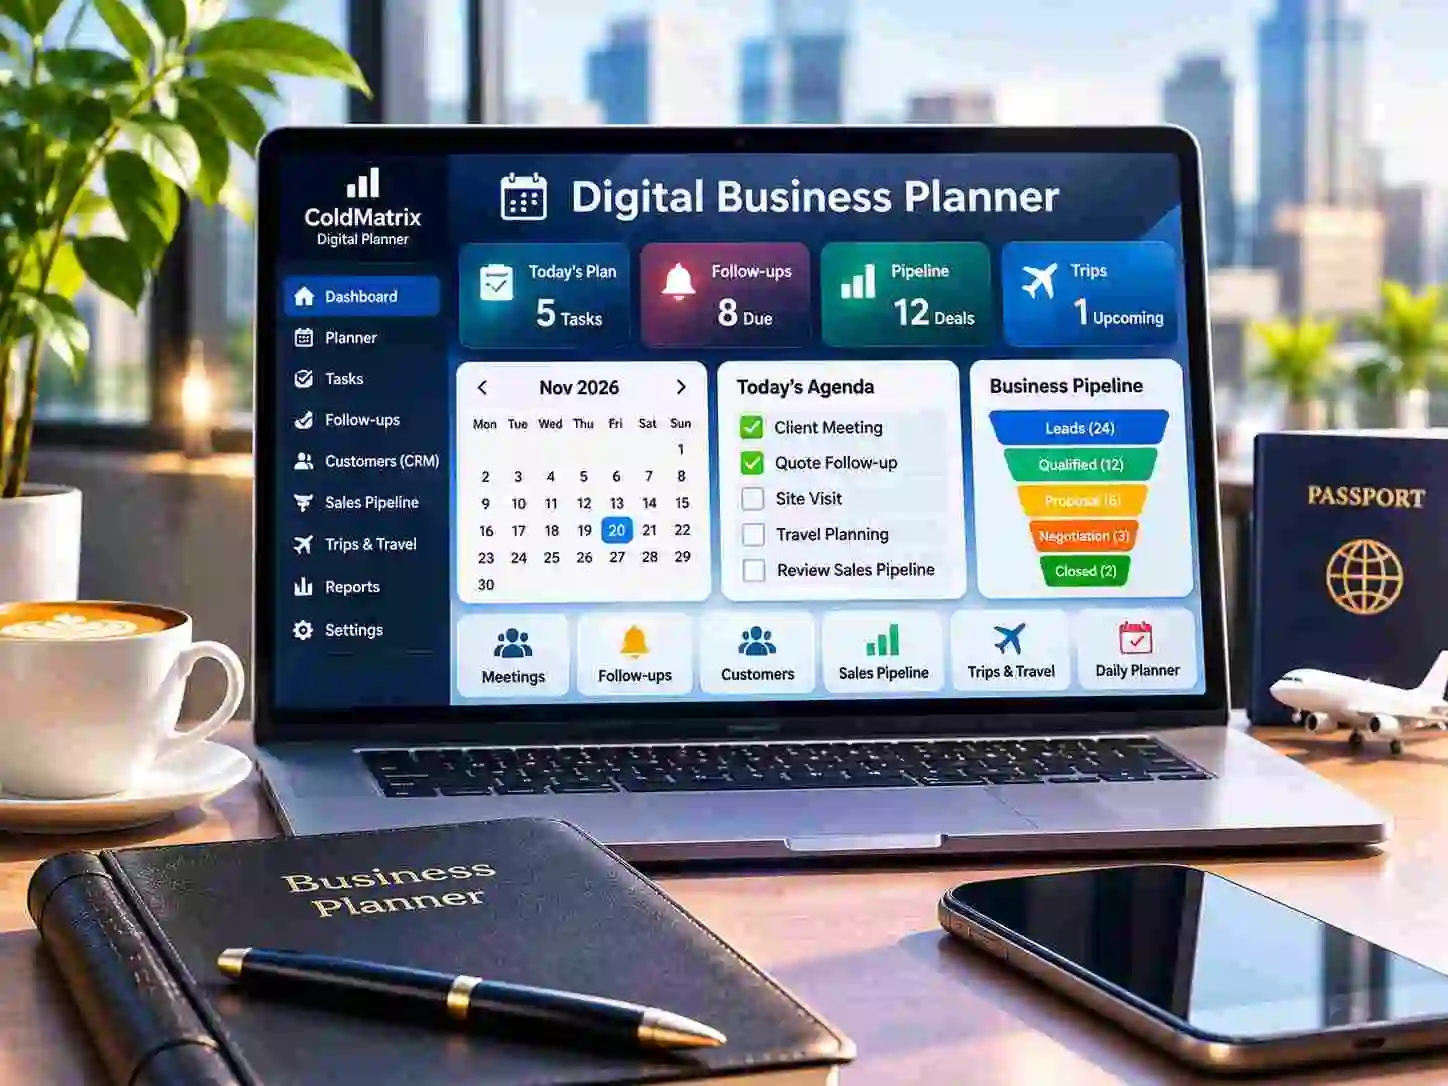 ColdMatrix
Digital Planner
Dashboard
Planner
Tasks
Follow-ups
Customers (CRM)
Sales Pipeline
Trips & Travel
Reports
Settings
Digital Business Planner
Today's Plan
5 Tasks
Follow-ups
8 Due
Pipeline
12 Deals
Trips
1 Upcoming
Nov 2026
Mon Tue Wed Thu Fri Sat Sun
1
2 3 4 5 6 7 8
9 10 11 12 13 14 15
16 17 18 19 20 21 22
23 24 25 26 27 28 29
30
Today's Agenda
Client Meeting
Quote Follow-up
Site Visit
Travel Planning
Review Sales Pipeline
Business Pipeline
Leads (24)
Qualified (12)
Proposal (6)
Negotiation (3)
Closed (2)
Meetings
Follow-ups
Customers
Sales Pipeline
Trips & Travel
Daily Planner
PASSPORT
Business
Planner